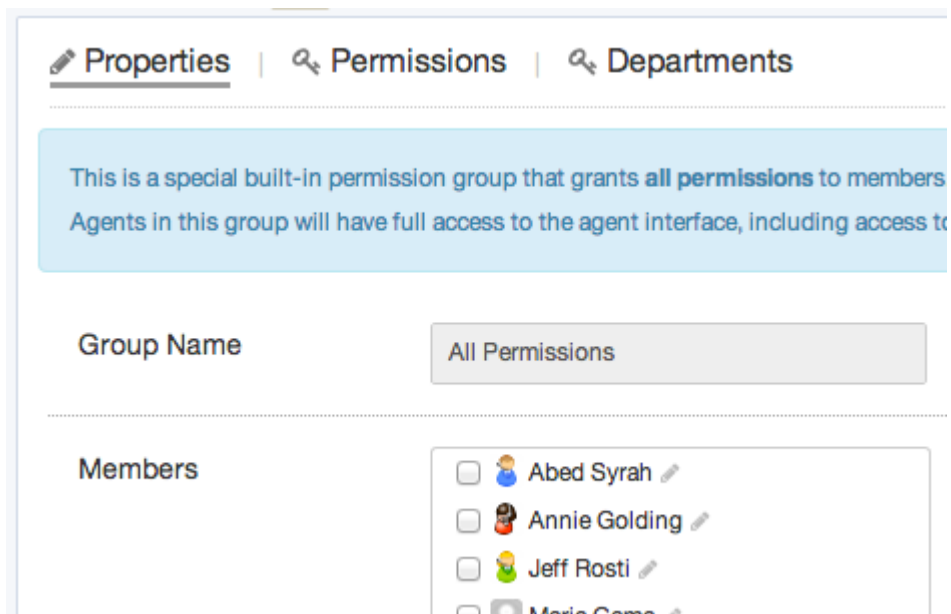 Properties | Permissions | Departments
This is a special built-in permission group that grants all permissions to members.
Agents in this group will have full access to the agent interface, including access to
Group Name
All Permissions
Members
Abed Syrah
Annie Golding
Jeff Rosti